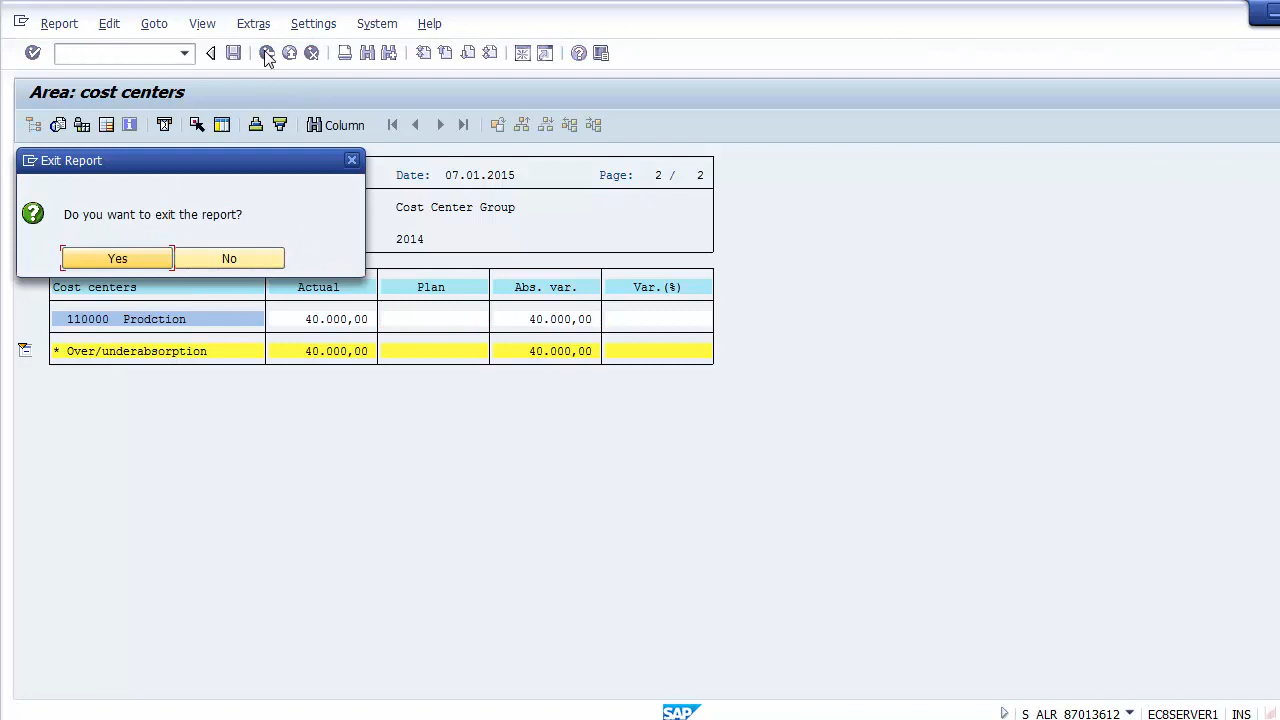 Report Edit Goto View Extras Settings System Help
Area: cost centers
Column
Exit Report
Do you want to exit the report?
Yes No
Date: 07.01.2015 Page: 2 / 2
Cost Center Group
2014
Cost centers Actual Plan Abs. var. Var.(%)
110000 Prodction 40.000,00 40.000,00
* Over/underabsorption 40.000,00 40.000,00
SAP
S_ALR_87013612 EC8SERVER1 INS